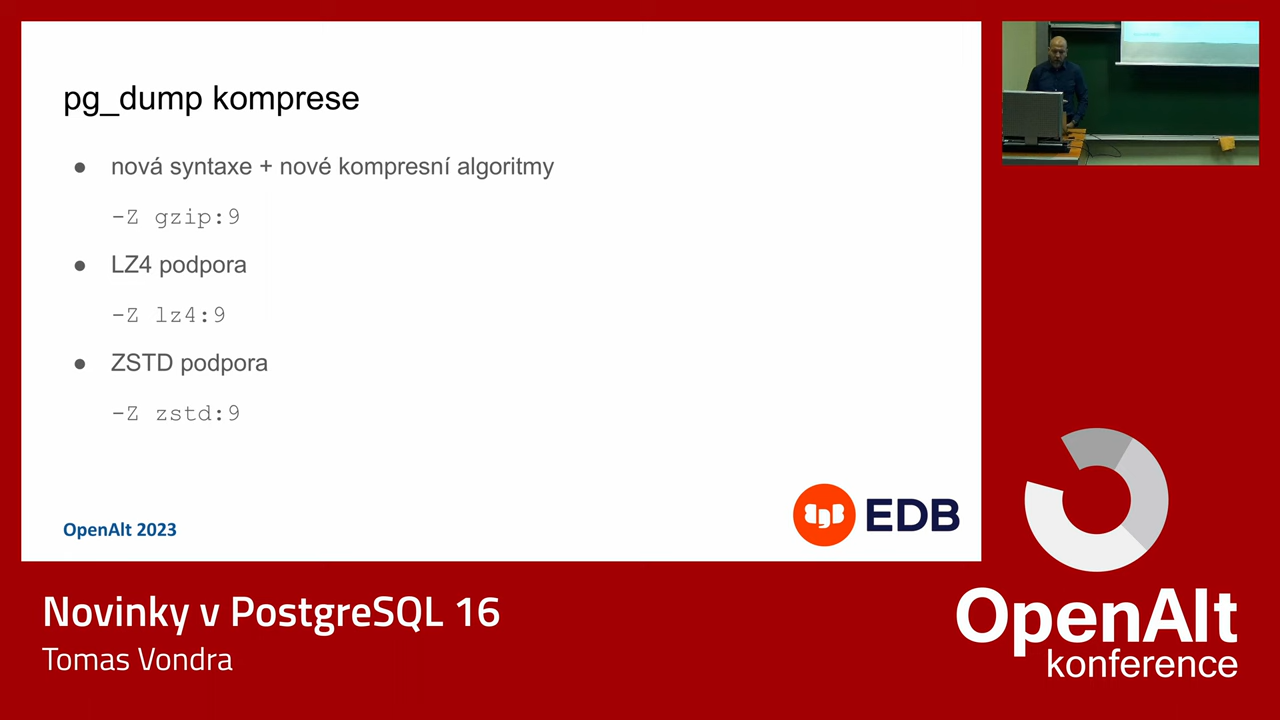 pg_dump komprese
● nová syntaxe + nové kompresní algoritmy
-Z gzip:9
● LZ4 podpora
-Z lz4:9
● ZSTD podpora
-Z zstd:9
OpenAlt 2023
EDB
Novinky v PostgreSQL 16
Tomas Vondra
OpenAlt
konference